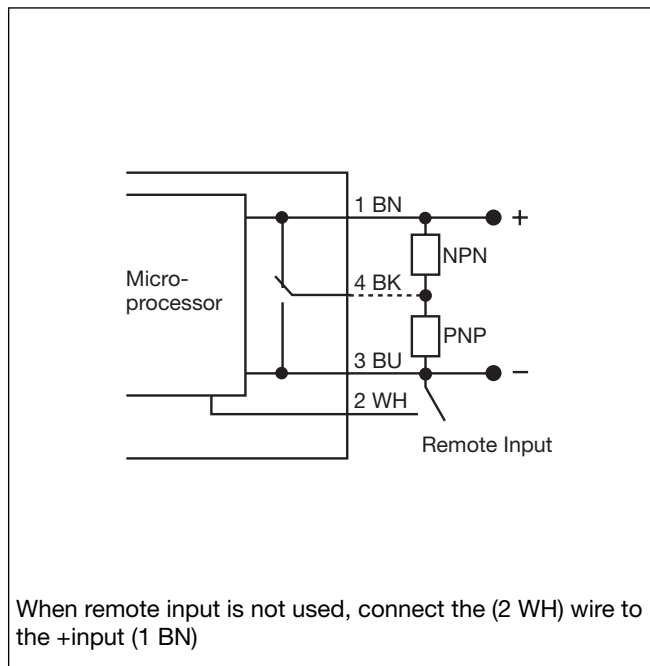 1 BN
+
NPN
Micro-
processor
4 BK
PNP
3 BU
−
2 WH
Remote Input
When remote input is not used, connect the (2 WH) wire to
the +input (1 BN)